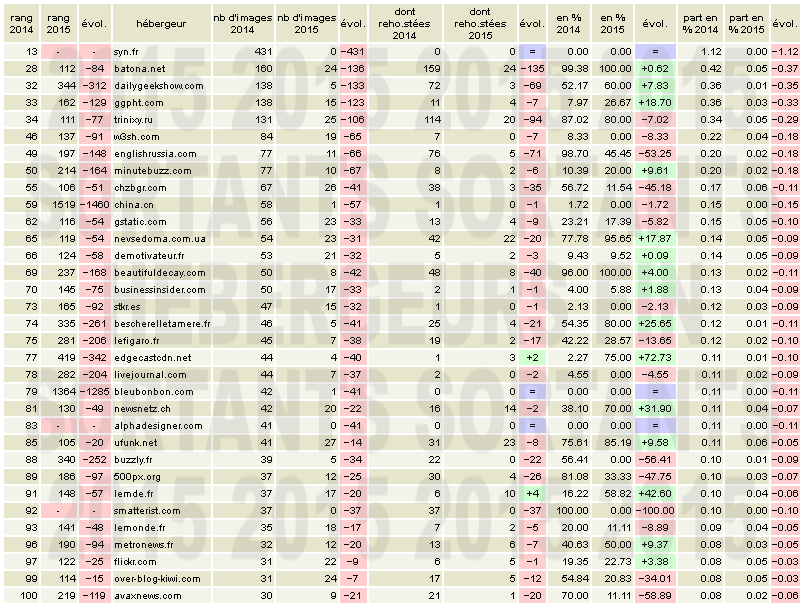 rang 2014 rang 2015 évol. hébergeur nb d'images 2014 nb d'images 2015 évol. dont reho.stées 2014 dont reho.stées 2015 évol. en % 2014 en % 2015 évol. part en % 2014 part en % 2015 évol.
13 - - syn.fr 431 0 −431 0 0 = 0.00 0.00 = 1.12 0.00 −1.12
28 112 −84 batona.net 160 24 −136 159 24 −135 99.38 100.00 +0.62 0.42 0.05 −0.37
32 344 −312 dailygeekshow.com 138 5 −133 72 3 −69 52.17 60.00 +7.83 0.36 0.01 −0.35
33 162 −129 ggpht.com 138 15 −123 11 4 −7 7.97 26.67 +18.70 0.36 0.03 −0.33
34 111 −77 trinixy.ru 131 25 −106 114 20 −94 87.02 80.00 −7.02 0.34 0.05 −0.29
46 137 −91 w3sh.com 84 19 −65 7 0 −7 8.33 0.00 −8.33 0.22 0.04 −0.18
49 197 −148 englishrussia.com 77 11 −66 76 5 −71 98.70 45.45 −53.25 0.20 0.02 −0.18
50 214 −164 minutebuzz.com 77 10 −67 8 2 −6 10.39 20.00 +9.61 0.20 0.02 −0.18
55 106 −51 chzbgr.com 67 26 −41 38 3 −35 56.72 11.54 −45.18 0.17 0.06 −0.11
59 1519 −1460 china.cn 58 1 −57 1 0 −1 1.72 0.00 −1.72 0.15 0.00 −0.15
62 116 −54 gstatic.com 56 23 −33 13 4 −9 23.21 17.39 −5.82 0.15 0.05 −0.10
65 119 −54 nevsedoma.com.ua 54 23 −31 42 22 −20 77.78 95.65 +17.87 0.14 0.05 −0.09
66 124 −58 demotivateur.fr 53 21 −32 5 2 −3 9.43 9.52 +0.09 0.14 0.05 −0.09
69 237 −168 beautifuldecay.com 50 8 −42 48 8 −40 96.00 100.00 +4.00 0.13 0.02 −0.11
70 145 −75 businessinsider.com 50 17 −33 2 1 −1 4.00 5.88 +1.88 0.13 0.04 −0.09
73 165 −92 stkr.es 47 15 −32 1 0 −1 2.13 0.00 −2.13 0.12 0.03 −0.09
74 335 −261 bescherelletamere.fr 46 5 −41 25 4 −21 54.35 80.00 +25.65 0.12 0.01 −0.11
75 281 −206 lefigaro.fr 45 7 −38 19 2 −17 42.22 28.57 −13.65 0.12 0.02 −0.10
77 419 −342 edgecastcdn.net 44 4 −40 1 3 +2 2.27 75.00 +72.73 0.11 0.01 −0.10
78 282 −204 livejournal.com 44 7 −37 2 0 −2 4.55 0.00 −4.55 0.11 0.02 −0.09
79 1364 −1285 bleubonbon.com 42 1 −41 0 0 = 0.00 0.00 = 0.11 0.00 −0.11
81 130 −49 newsnetz.ch 42 20 −22 16 14 −2 38.10 70.00 +31.90 0.11 0.04 −0.07
83 - - alphadesigner.com 41 0 −41 0 0 = 0.00 0.00 = 0.11 0.00 −0.11
85 105 −20 ufunk.net 41 27 −14 31 23 −8 75.61 85.19 +9.58 0.11 0.06 −0.05
88 340 −252 buzzly.fr 39 5 −34 22 0 −22 56.41 0.00 −56.41 0.10 0.01 −0.09
89 186 −97 500px.org 37 12 −25 30 4 −26 81.08 33.33 −47.75 0.10 0.03 −0.07
91 148 −57 lemde.fr 37 17 −20 6 10 +4 16.22 58.82 +42.60 0.10 0.04 −0.06
92 - - smatterist.com 37 0 −37 37 0 −37 100.00 0.00 −100.00 0.10 0.00 −0.10
93 141 −48 lemonde.fr 35 18 −17 7 2 −5 20.00 11.11 −8.89 0.09 0.04 −0.05
96 190 −94 metronews.fr 32 12 −20 13 6 −7 40.63 50.00 +9.37 0.08 0.03 −0.05
97 122 −25 flickr.com 31 22 −9 6 5 −1 19.35 22.73 +3.38 0.08 0.05 −0.03
99 114 −15 over-blog-kiwi.com 31 24 −7 17 5 −12 54.84 20.83 −34.01 0.08 0.05 −0.03
100 219 −119 avaxnews.com 30 9 −21 21 1 −20 70.00 11.11 −58.89 0.08 0.02 −0.06